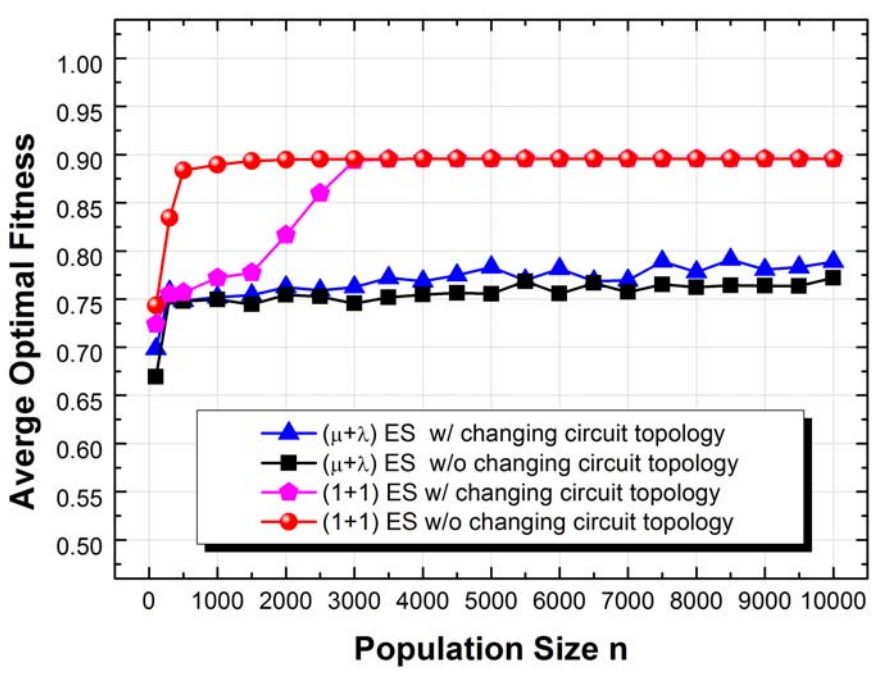 Averge Optimal Fitness
1.00
0.95
0.90
0.85
0.80
0.75
0.70
0.65
0.60
0.55
0.50
(μ+λ) ES w/ changing circuit topology
(μ+λ) ES w/o changing circuit topology
(1+1) ES w/ changing circuit topology
(1+1) ES w/o changing circuit topology
0 1000 2000 3000 4000 5000 6000 7000 8000 9000 10000
Population Size n